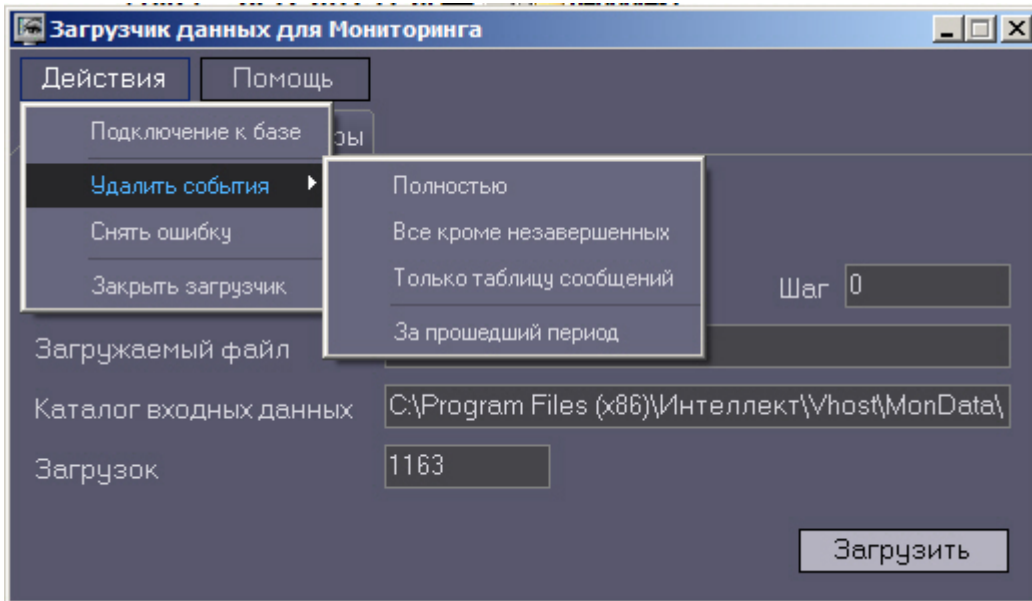 Загрузчик данных для Мониторинга
Действия Помощь
Подключение к базе
Удалить события
Снять ошибку
Закрыть загрузчик
Полностью
Все кроме незавершенных
Только таблицу сообщений
За прошедший период
Шаг 0
Загружаемый файл
Каталог входных данных C:\Program Files (x86)\Интеллект\Vhost\MonData\
Загрузок 1163
Загрузить